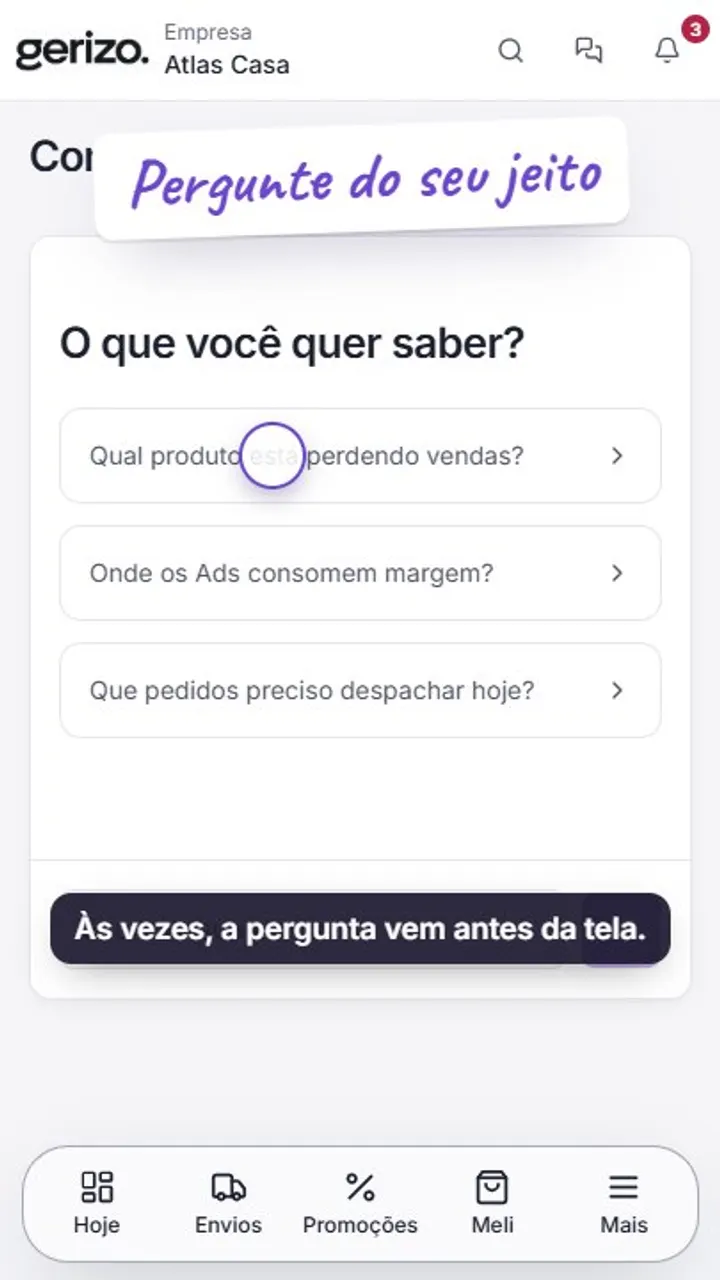 gerizo.
Empresa
Atlas Casa
3
Pergunte do seu jeito
O que você quer saber?
Qual produto está perdendo vendas?
Onde os Ads consomem margem?
Que pedidos preciso despachar hoje?
Às vezes, a pergunta vem antes da tela.
Hoje
Envios
Promoções
Meli
Mais